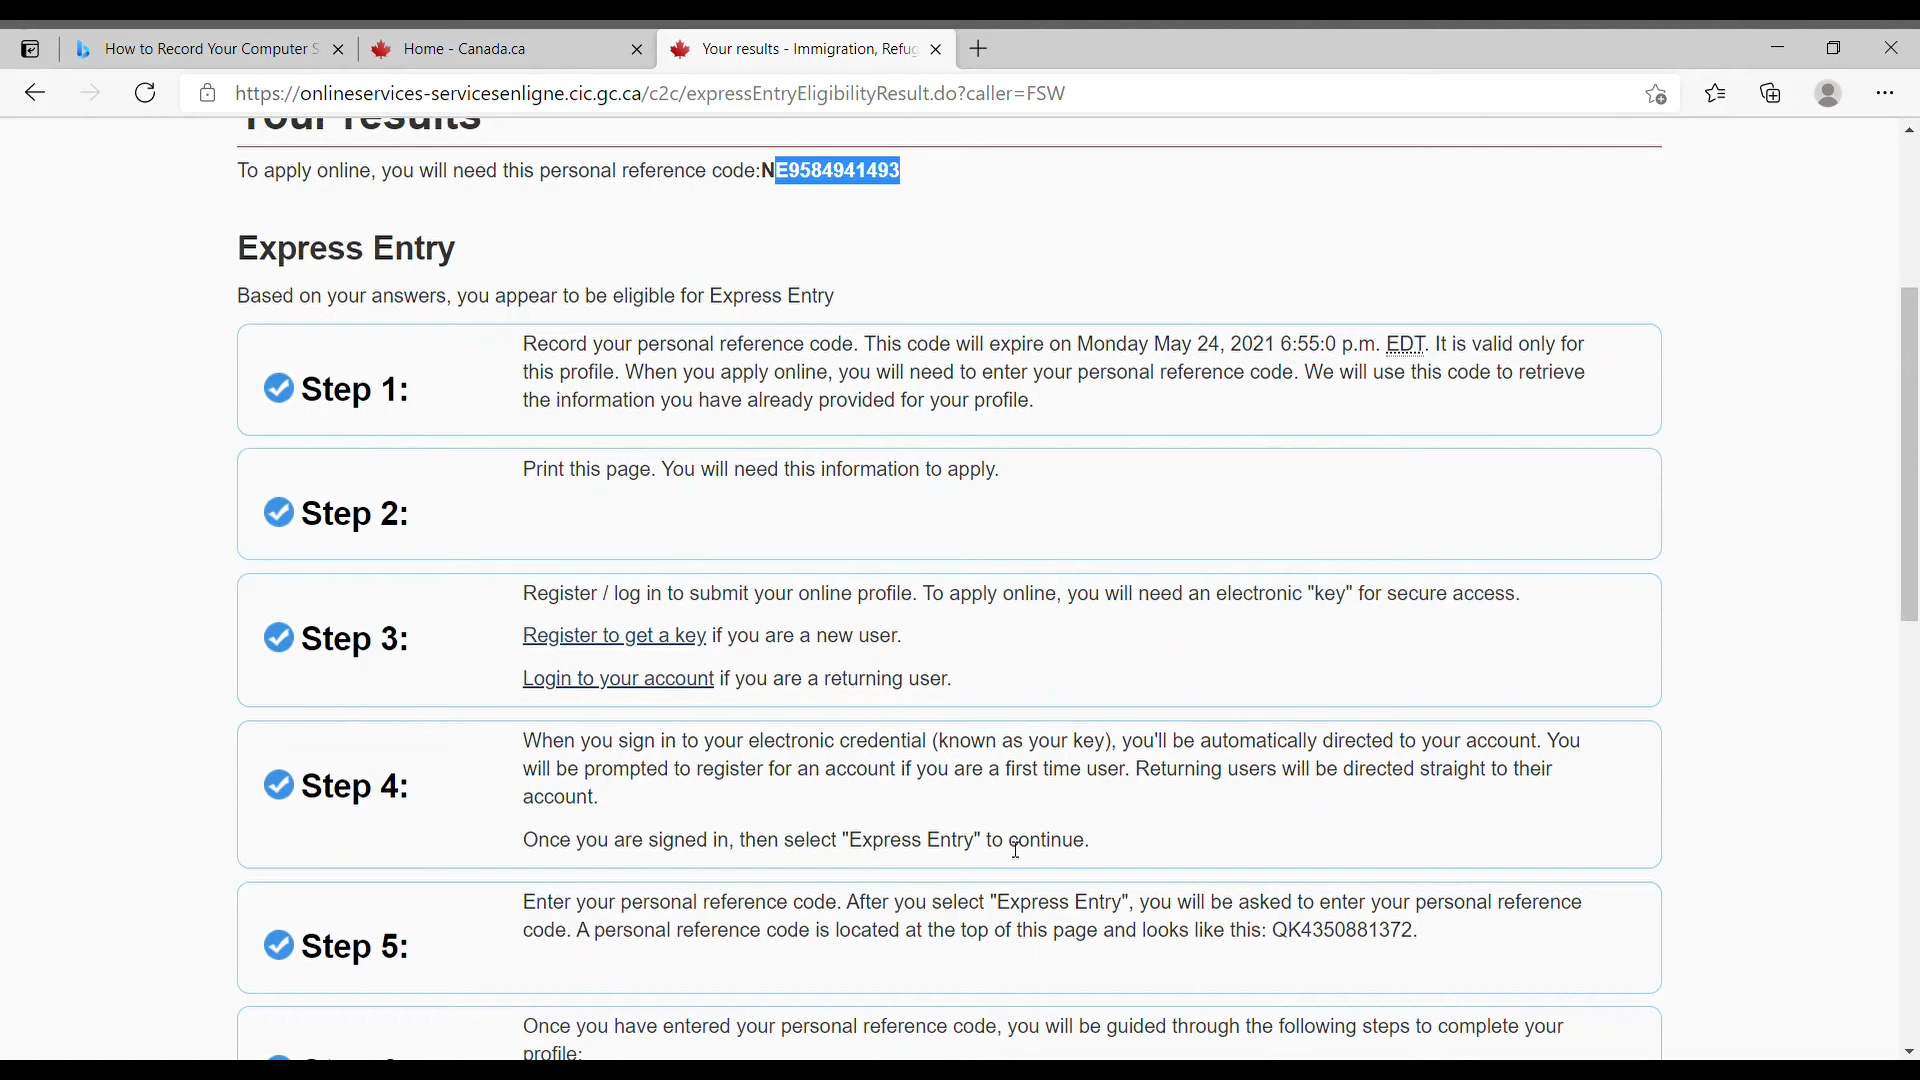 How to Record Your Computer S
Home - Canada.ca
Your results - Immigration, Refug
https://onlineservices-servicesenligne.cic.gc.ca/c2c/expressEntryEligibilityResult.do?caller=FSW
Your results
To apply online, you will need this personal reference code:NE9584941493
Express Entry
Based on your answers, you appear to be eligible for Express Entry
Step 1:
Record your personal reference code. This code will expire on Monday May 24, 2021 6:55:0 p.m. EDT. It is valid only for
this profile. When you apply online, you will need to enter your personal reference code. We will use this code to retrieve
the information you have already provided for your profile.
Step 2:
Print this page. You will need this information to apply.
Step 3:
Register / log in to submit your online profile. To apply online, you will need an electronic "key" for secure access.
Register to get a key if you are a new user.
Login to your account if you are a returning user.
Step 4:
When you sign in to your electronic credential (known as your key), you'll be automatically directed to your account. You
will be prompted to register for an account if you are a first time user. Returning users will be directed straight to their
account.
Once you are signed in, then select "Express Entry" to continue.
Step 5:
Enter your personal reference code. After you select "Express Entry", you will be asked to enter your personal reference
code. A personal reference code is located at the top of this page and looks like this: QK4350881372.
Once you have entered your personal reference code, you will be guided through the following steps to complete your
profile: